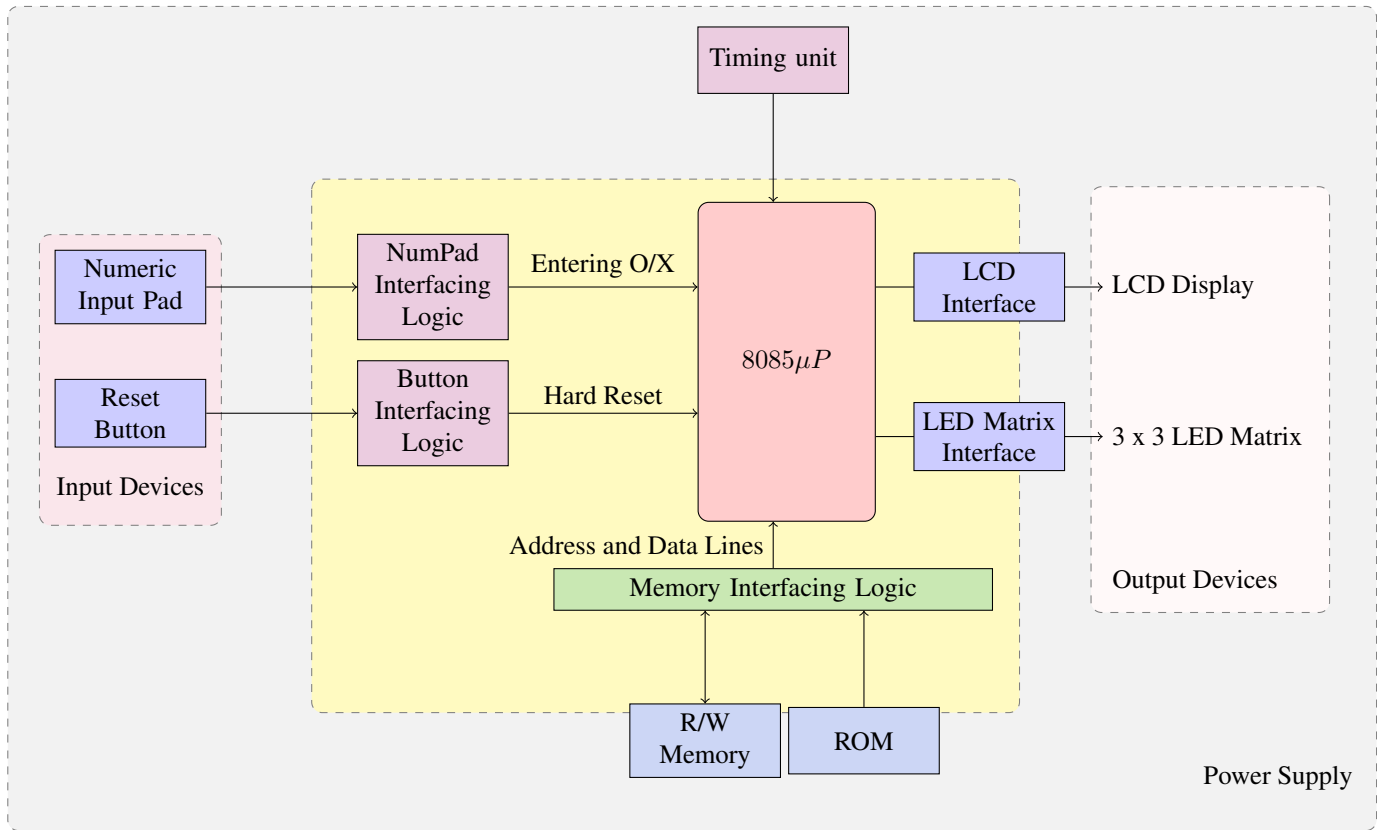 Timing unit
Numeric
Input Pad
NumPad
Interfacing
Logic
Entering O/X
LCD
Interface
LCD Display
8085μP
Reset
Button
Button
Interfacing
Logic
Hard Reset
LED Matrix
Interface
3 x 3 LED Matrix
Input Devices
Address and Data Lines
Memory Interfacing Logic
Output Devices
R/W
Memory
ROM
Power Supply